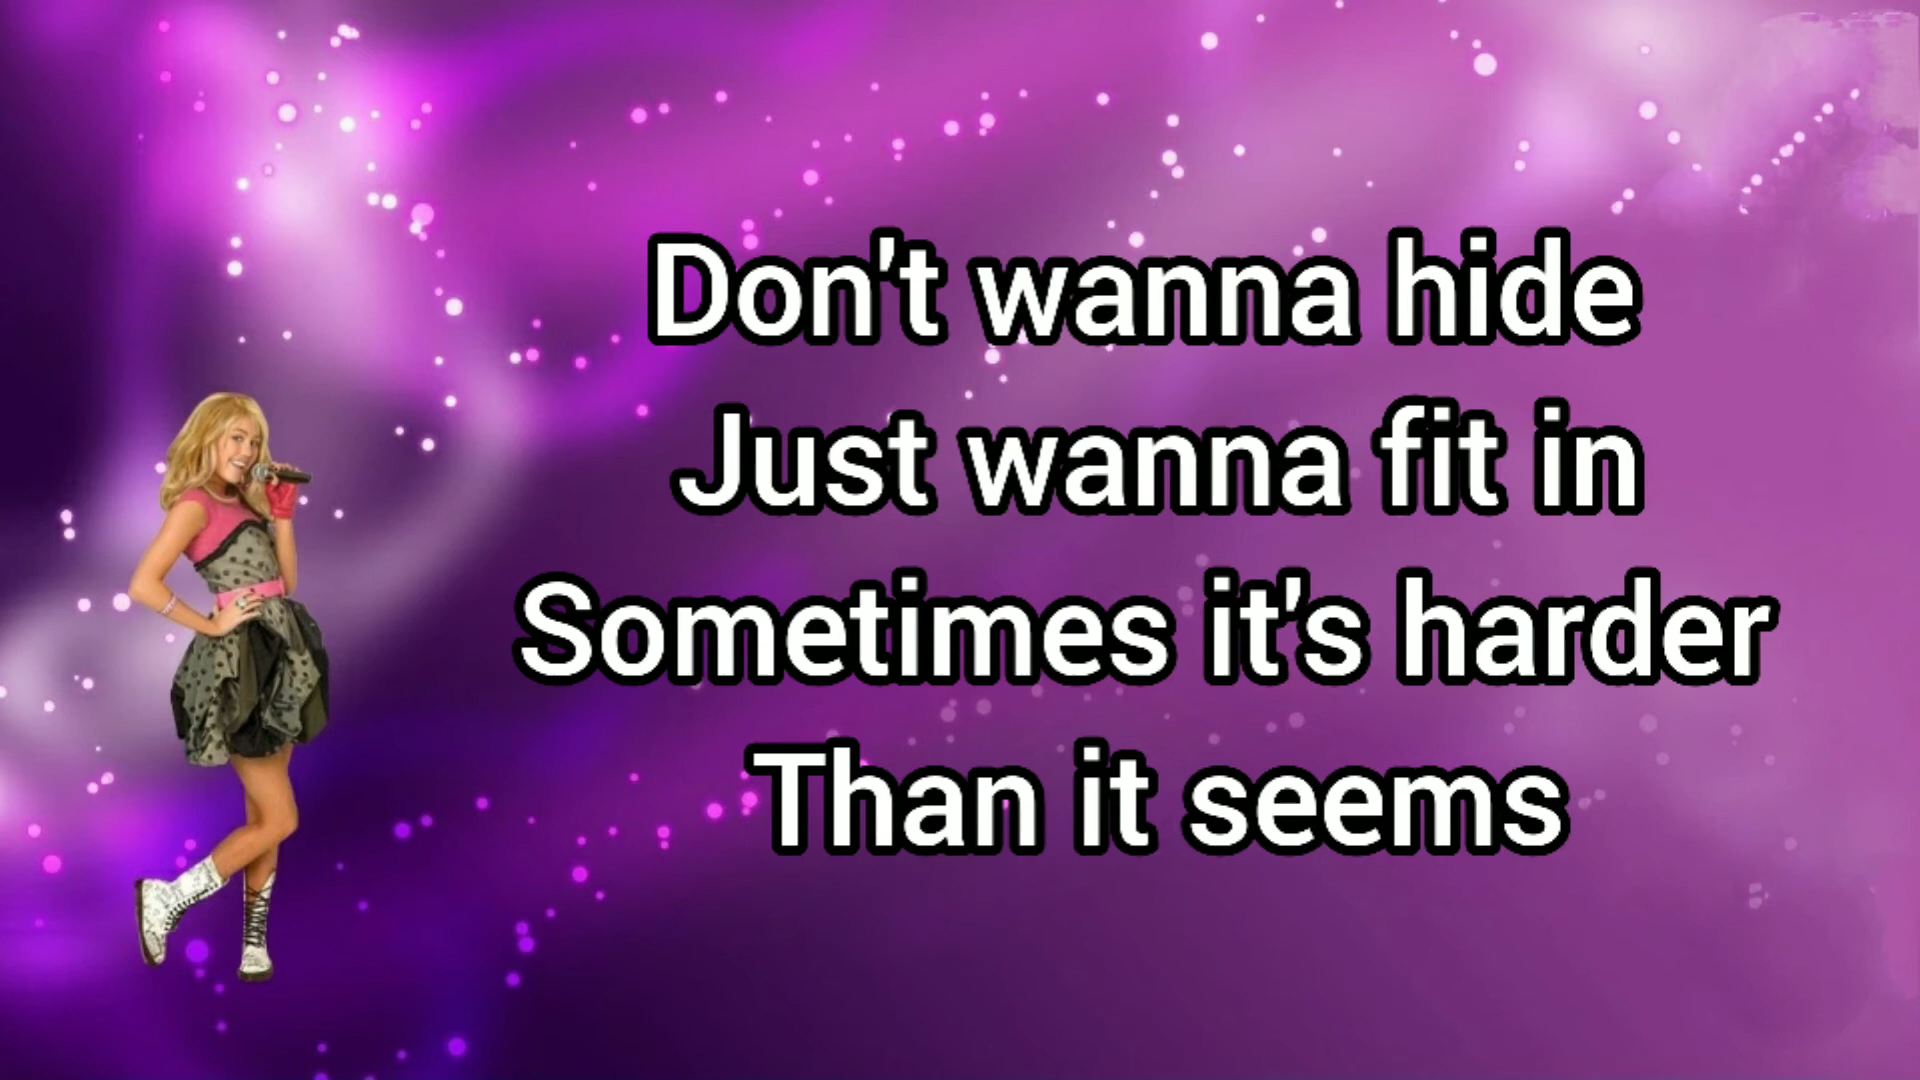 Don't wanna hide
Just wanna fit in
Sometimes it's harder
Than it seems